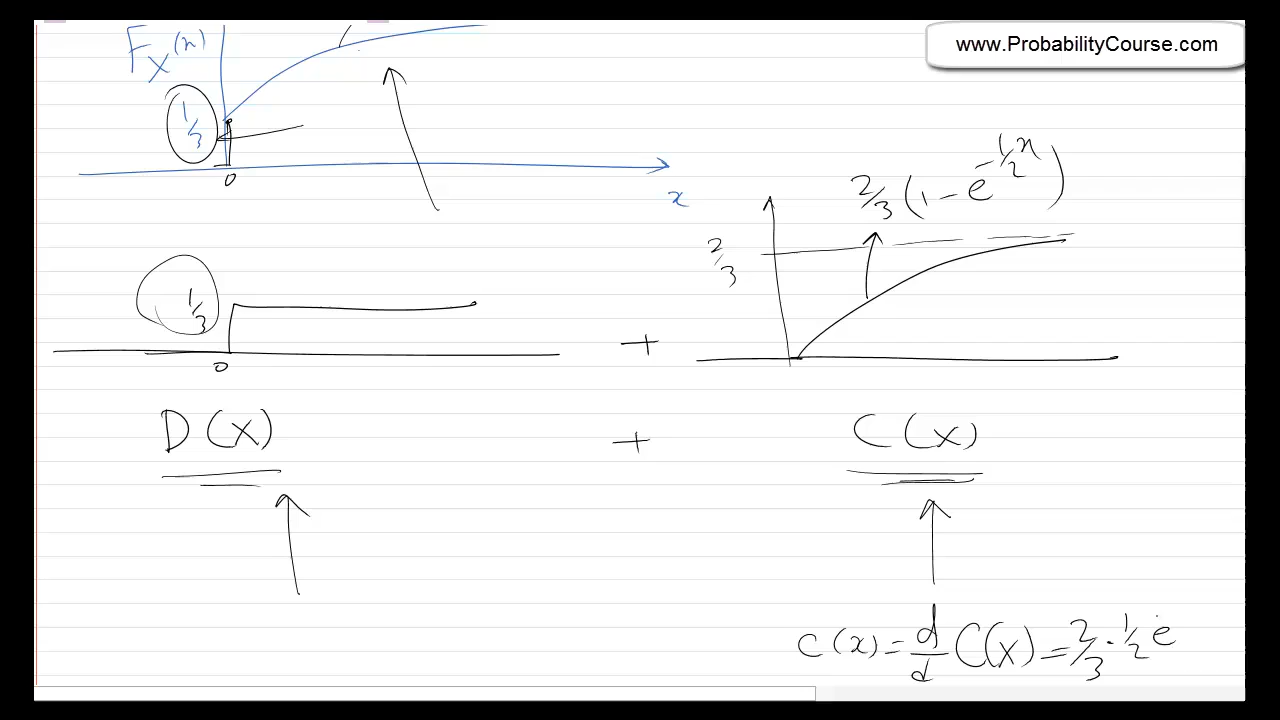 www.ProbabilityCourse.com
F_X(x)
1/3
0
x
2/3 (1 - e^{-1/2 x})
2/3
1/3
0
+
D(x) + C(x)
c(x) = d/d C(x) = 2/3 · 1/2 e